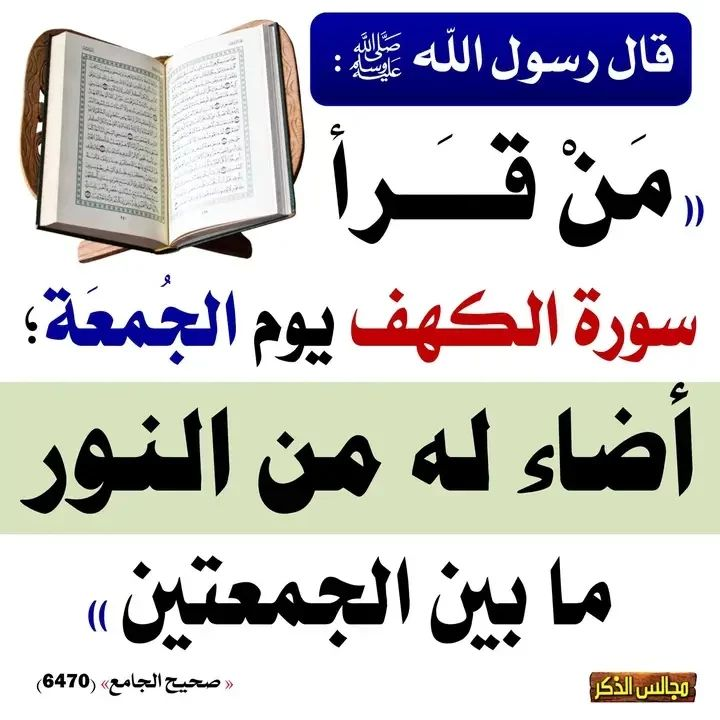 قال رسول الله ﷺ :
(( مَنْ قــرأ
سورة الكهف يوم الجُمعَة ؛
أضاء له من النور
ما بين الجمعتين ))
« صحيح الجامع» (6470)
مجالس الذكر